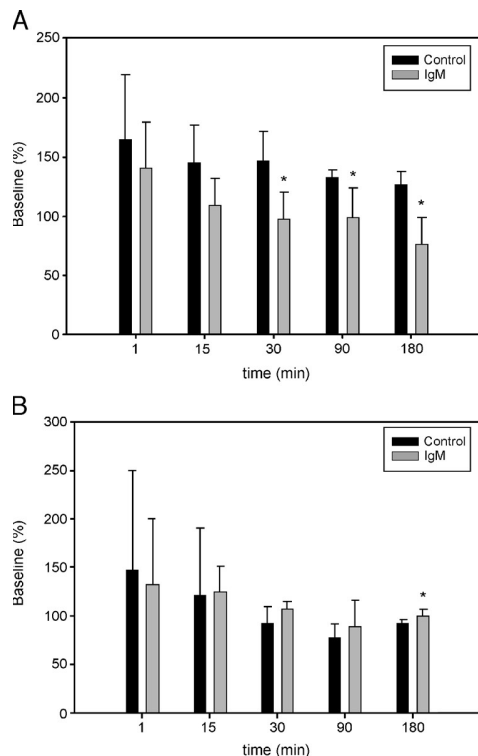 A
250
200
150
100
50
0
Baseline (%)
Control
IgM
* * *
1 15 30 90 180
time (min)
B
300
250
200
150
100
50
0
Baseline (%)
Control
IgM
*
1 15 30 90 180
time (min)